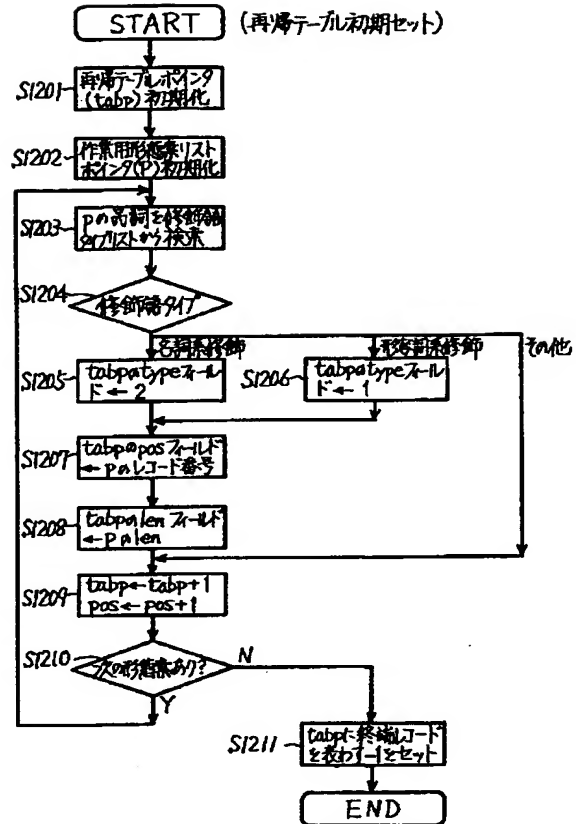 START (再帰テーブル初期セット)
S1201
再帰テーブルポインタ
(tabp)初期化
S1202
作業用形態素リスト
ポインタ(P)初期化
S1203
Pの品詞を修飾語
タイプリストから検索
S1204
修飾語タイプ
名詞系修飾
形容詞系修飾
その他
S1205
tabpのtypeフィール
ド←2
S1206
tabpのtypeフィール
ド←1
S1207
tabpのposフィールド
←Pのレコード番号
S1208
tabpのlenフィールド
←Pのlen
S1209
tabp←tabp+1
pos←pos+1
S1210
次の形態素あり?
N
Y
S1211
tabpに終端レコード
を表わす-1をセット
END